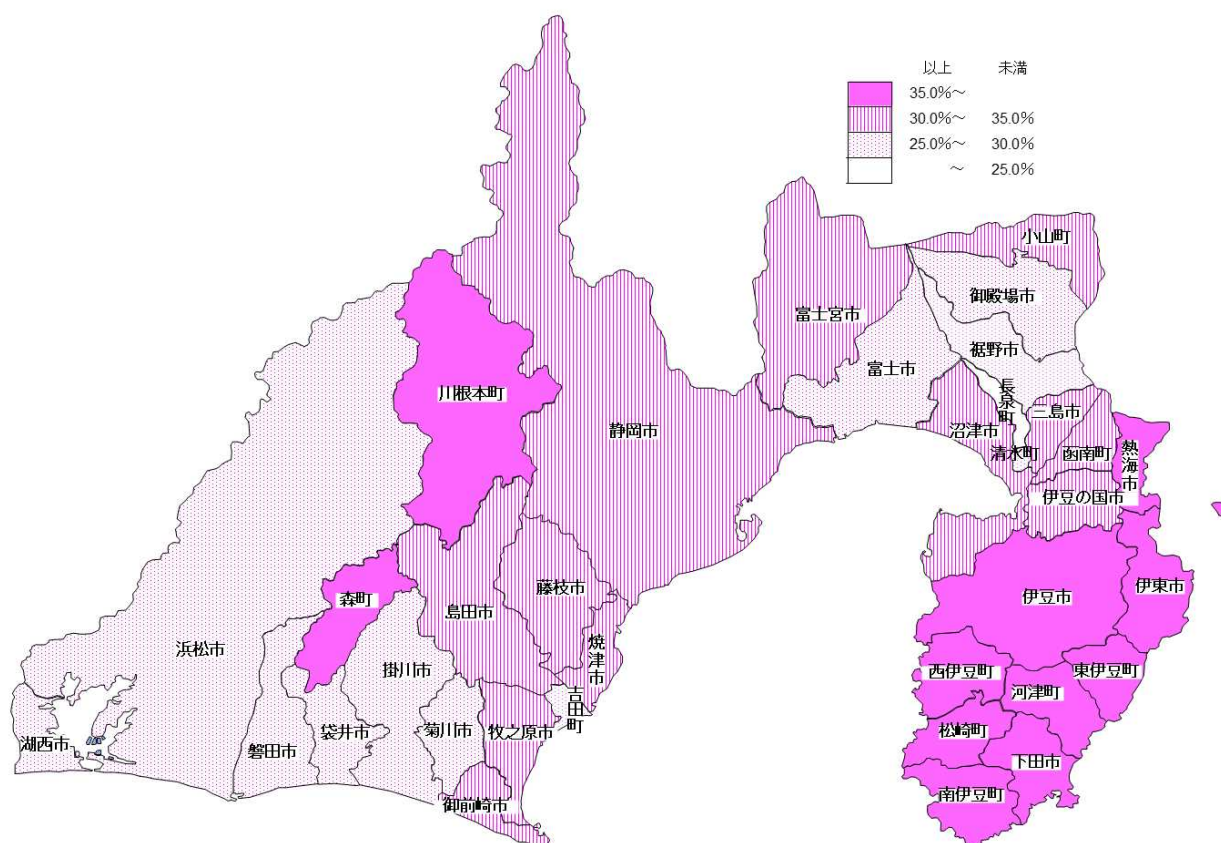 以上 未満
35.0%～
30.0%～ 35.0%
25.0%～ 30.0%
～ 25.0%
小山町
御殿場市
富士宮市
裾野市
富士市
長泉町
川根本町
三島市
静岡市
沼津市
清水町
函南町
熱海市
伊豆の国市
藤枝市
伊東市
森町
伊豆市
島田市
焼津市
浜松市
掛川市
西伊豆町
東伊豆町
河津町
吉田町
袋井市
菊川市
牧之原市
松崎町
湖西市
磐田市
下田市
南伊豆町
御前崎市